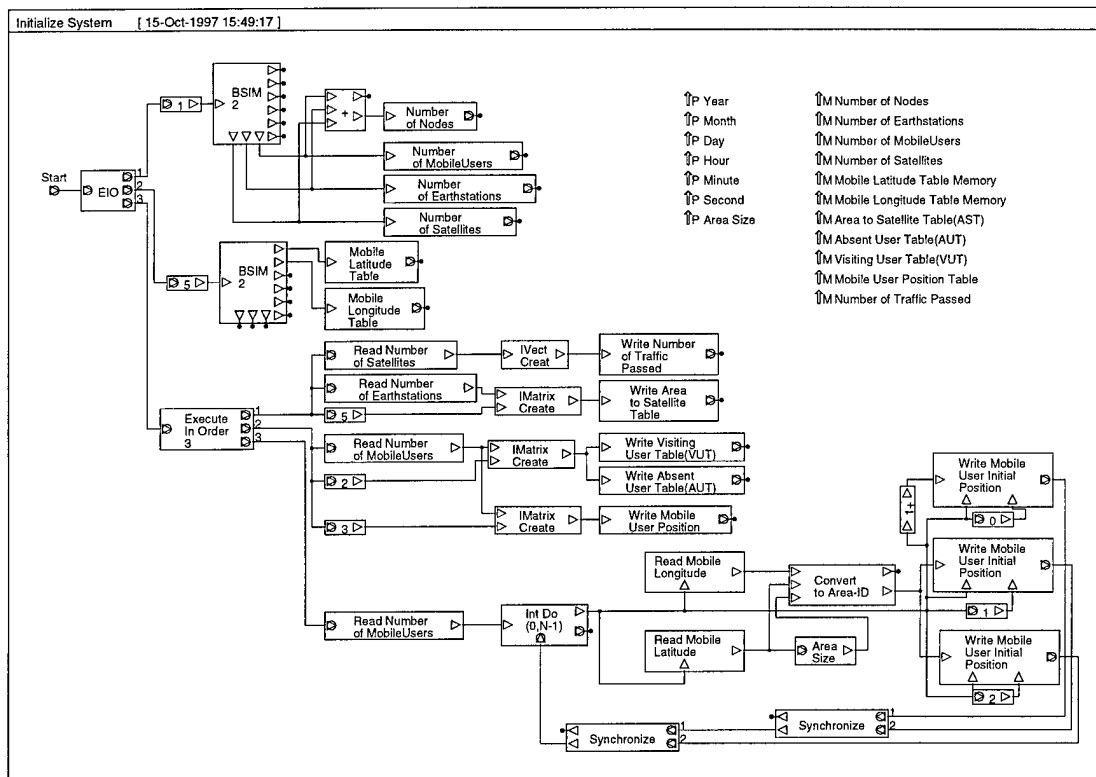 Initialize System [ 15-Oct-1997 15:49:17 ]
Start
EIO
1
2
3
1
BSIM
2
+
Number
of Nodes
Number
of MobileUsers
Number
of Earthstations
Number
of Satellites
5
BSIM
2
Mobile
Latitude
Table
Mobile
Longitude
Table
⇑P Year
⇑P Month
⇑P Day
⇑P Hour
⇑P Minute
⇑P Second
⇑P Area Size
⇑M Number of Nodes
⇑M Number of Earthstations
⇑M Number of MobileUsers
⇑M Number of Satellites
⇑M Mobile Latitude Table Memory
⇑M Mobile Longitude Table Memory
⇑M Area to Satellite Table(AST)
⇑M Absent User Table(AUT)
⇑M Visiting User Table(VUT)
⇑M Mobile User Position Table
⇑M Number of Traffic Passed
Execute
In Order
3
1
2
3
Read Number
of Satellites
IVect
Creat
Write Number
of Traffic
Passed
Read Number
of Earthstations
5
IMatrix
Create
Write Area
to Satellite
Table
Read Number
of MobileUsers
2
IMatrix
Create
Write Visiting
User Table(VUT)
Write Absent
User Table(AUT)
3
IMatrix
Create
Write Mobile
User Position
Read Number
of MobileUsers
Int Do
(0,N-1)
Read Mobile
Longitude
Read Mobile
Latitude
Convert
to Area-ID
Area
Size
1+
Write Mobile
User Initial
Position
0
Write Mobile
User Initial
Position
1
Write Mobile
User Initial
Position
2
Synchronize
1
2
Synchronize
1
2